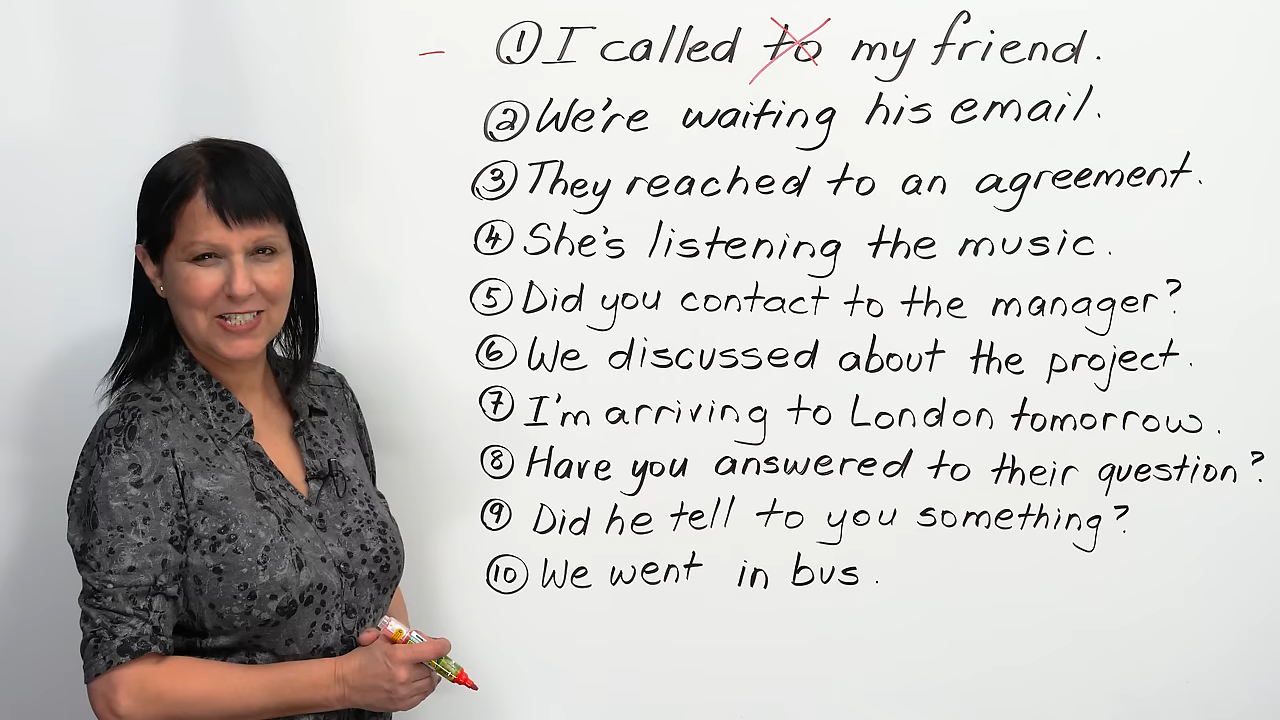 ① I called to my friend.
② We're waiting his email.
③ They reached to an agreement.
④ She's listening the music.
⑤ Did you contact to the manager?
⑥ We discussed about the project.
⑦ I'm arriving to London tomorrow.
⑧ Have you answered to their question?
⑨ Did he tell to you something?
⑩ We went in bus.